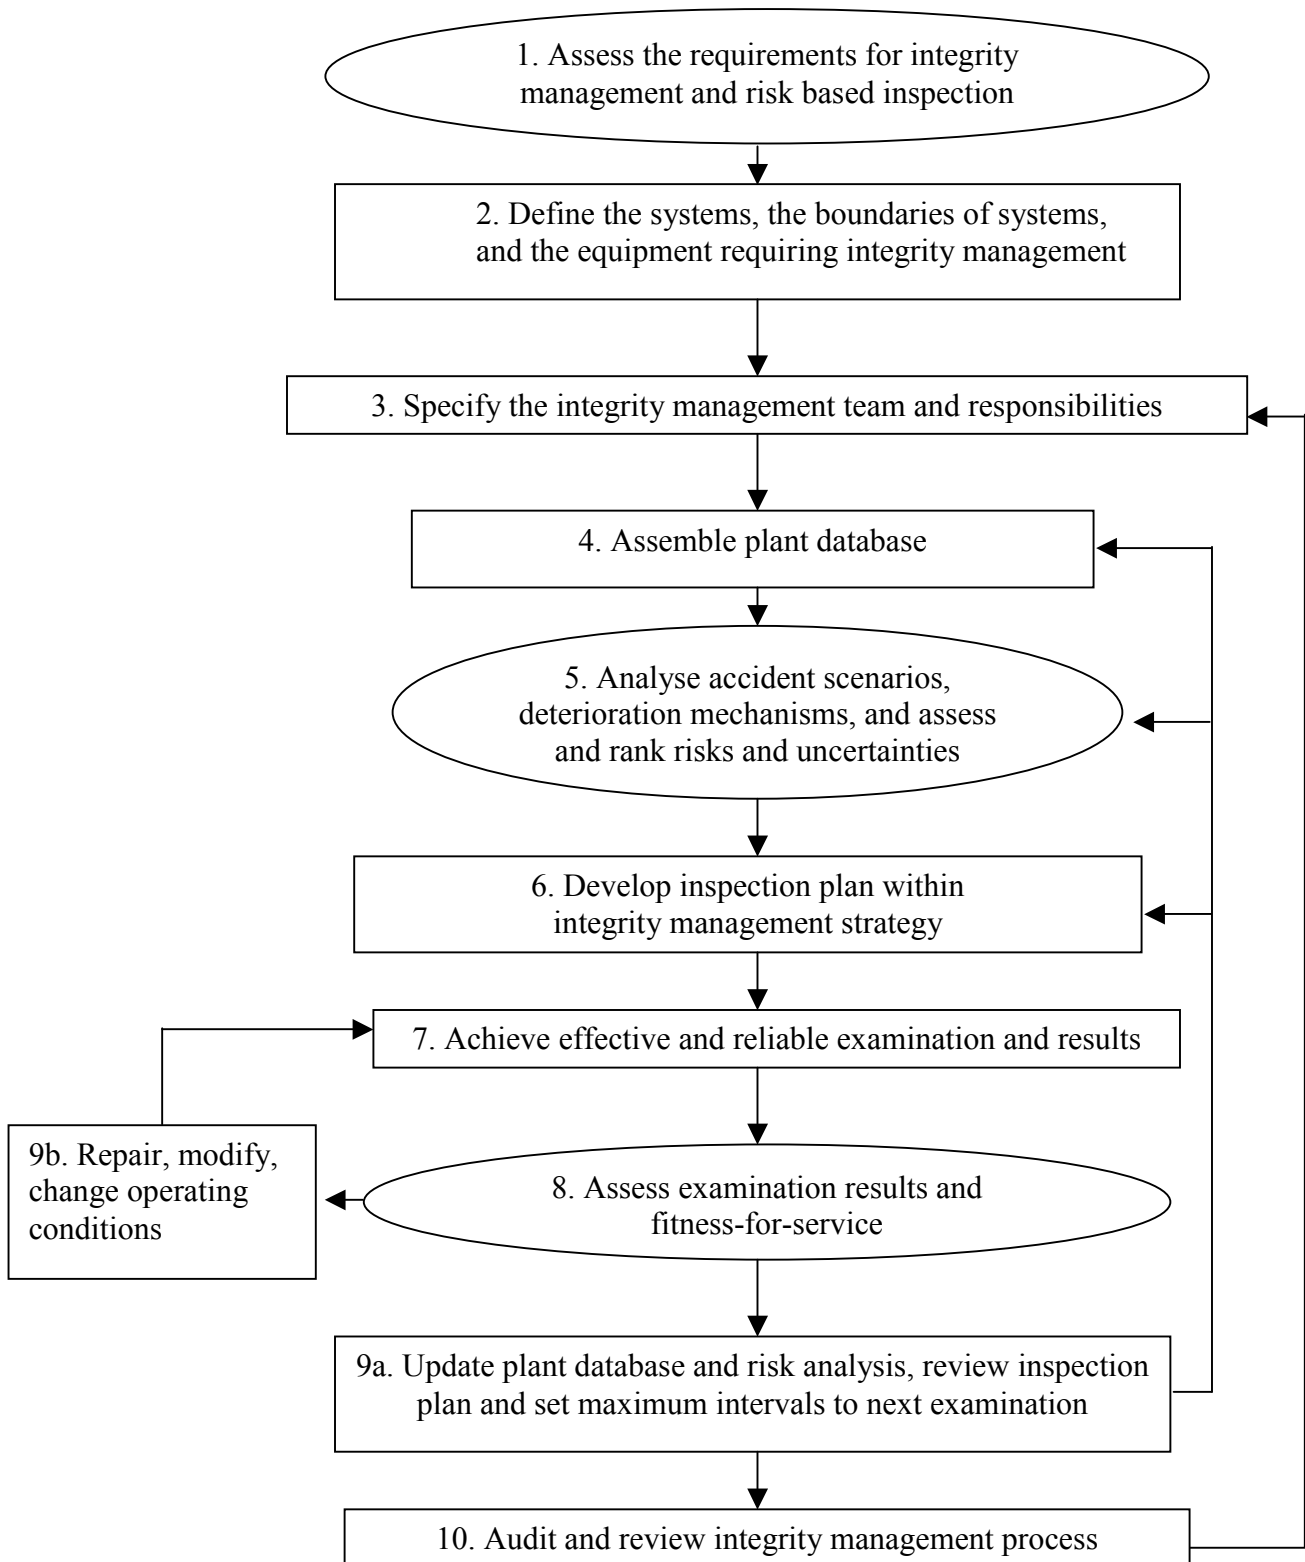 1. Assess the requirements for integrity
management and risk based inspection
2. Define the systems, the boundaries of systems,
and the equipment requiring integrity management
3. Specify the integrity management team and responsibilities
4. Assemble plant database
5. Analyse accident scenarios,
deterioration mechanisms, and assess
and rank risks and uncertainties
6. Develop inspection plan within
integrity management strategy
7. Achieve effective and reliable examination and results
9b. Repair, modify,
change operating
conditions
8. Assess examination results and
fitness-for-service
9a. Update plant database and risk analysis, review inspection
plan and set maximum intervals to next examination
10. Audit and review integrity management process